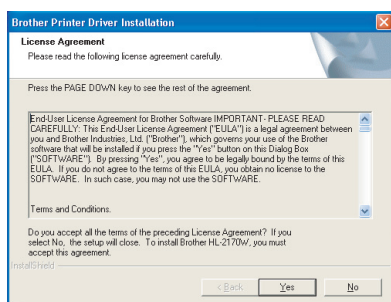 Brother Printer Driver Installation
License Agreement
Please read the following license agreement carefully.
Press the PAGE DOWN key to see the rest of the agreement.
End-User License Agreement for Brother Software IMPORTANT- PLEASE READ
CAREFULLY: This End-User License Agreement ("EULA") is a legal agreement between
you and Brother Industries, Ltd. ("Brother"), which governs your use of the Brother
software that will be installed if you press the "Yes" button on this Dialog Box
("SOFTWARE"). By pressing "Yes", you agree to be legally bound by the terms of this
EULA. If you do not agree to the terms of this EULA, you obtain no license to the
SOFTWARE. In such case, you may not use the SOFTWARE.
Terms and Conditions.
Do you accept all the terms of the preceding License Agreement? If you
select No, the setup will close. To install Brother HL-2170W, you must
accept this agreement.
InstallShield
< Back Yes No